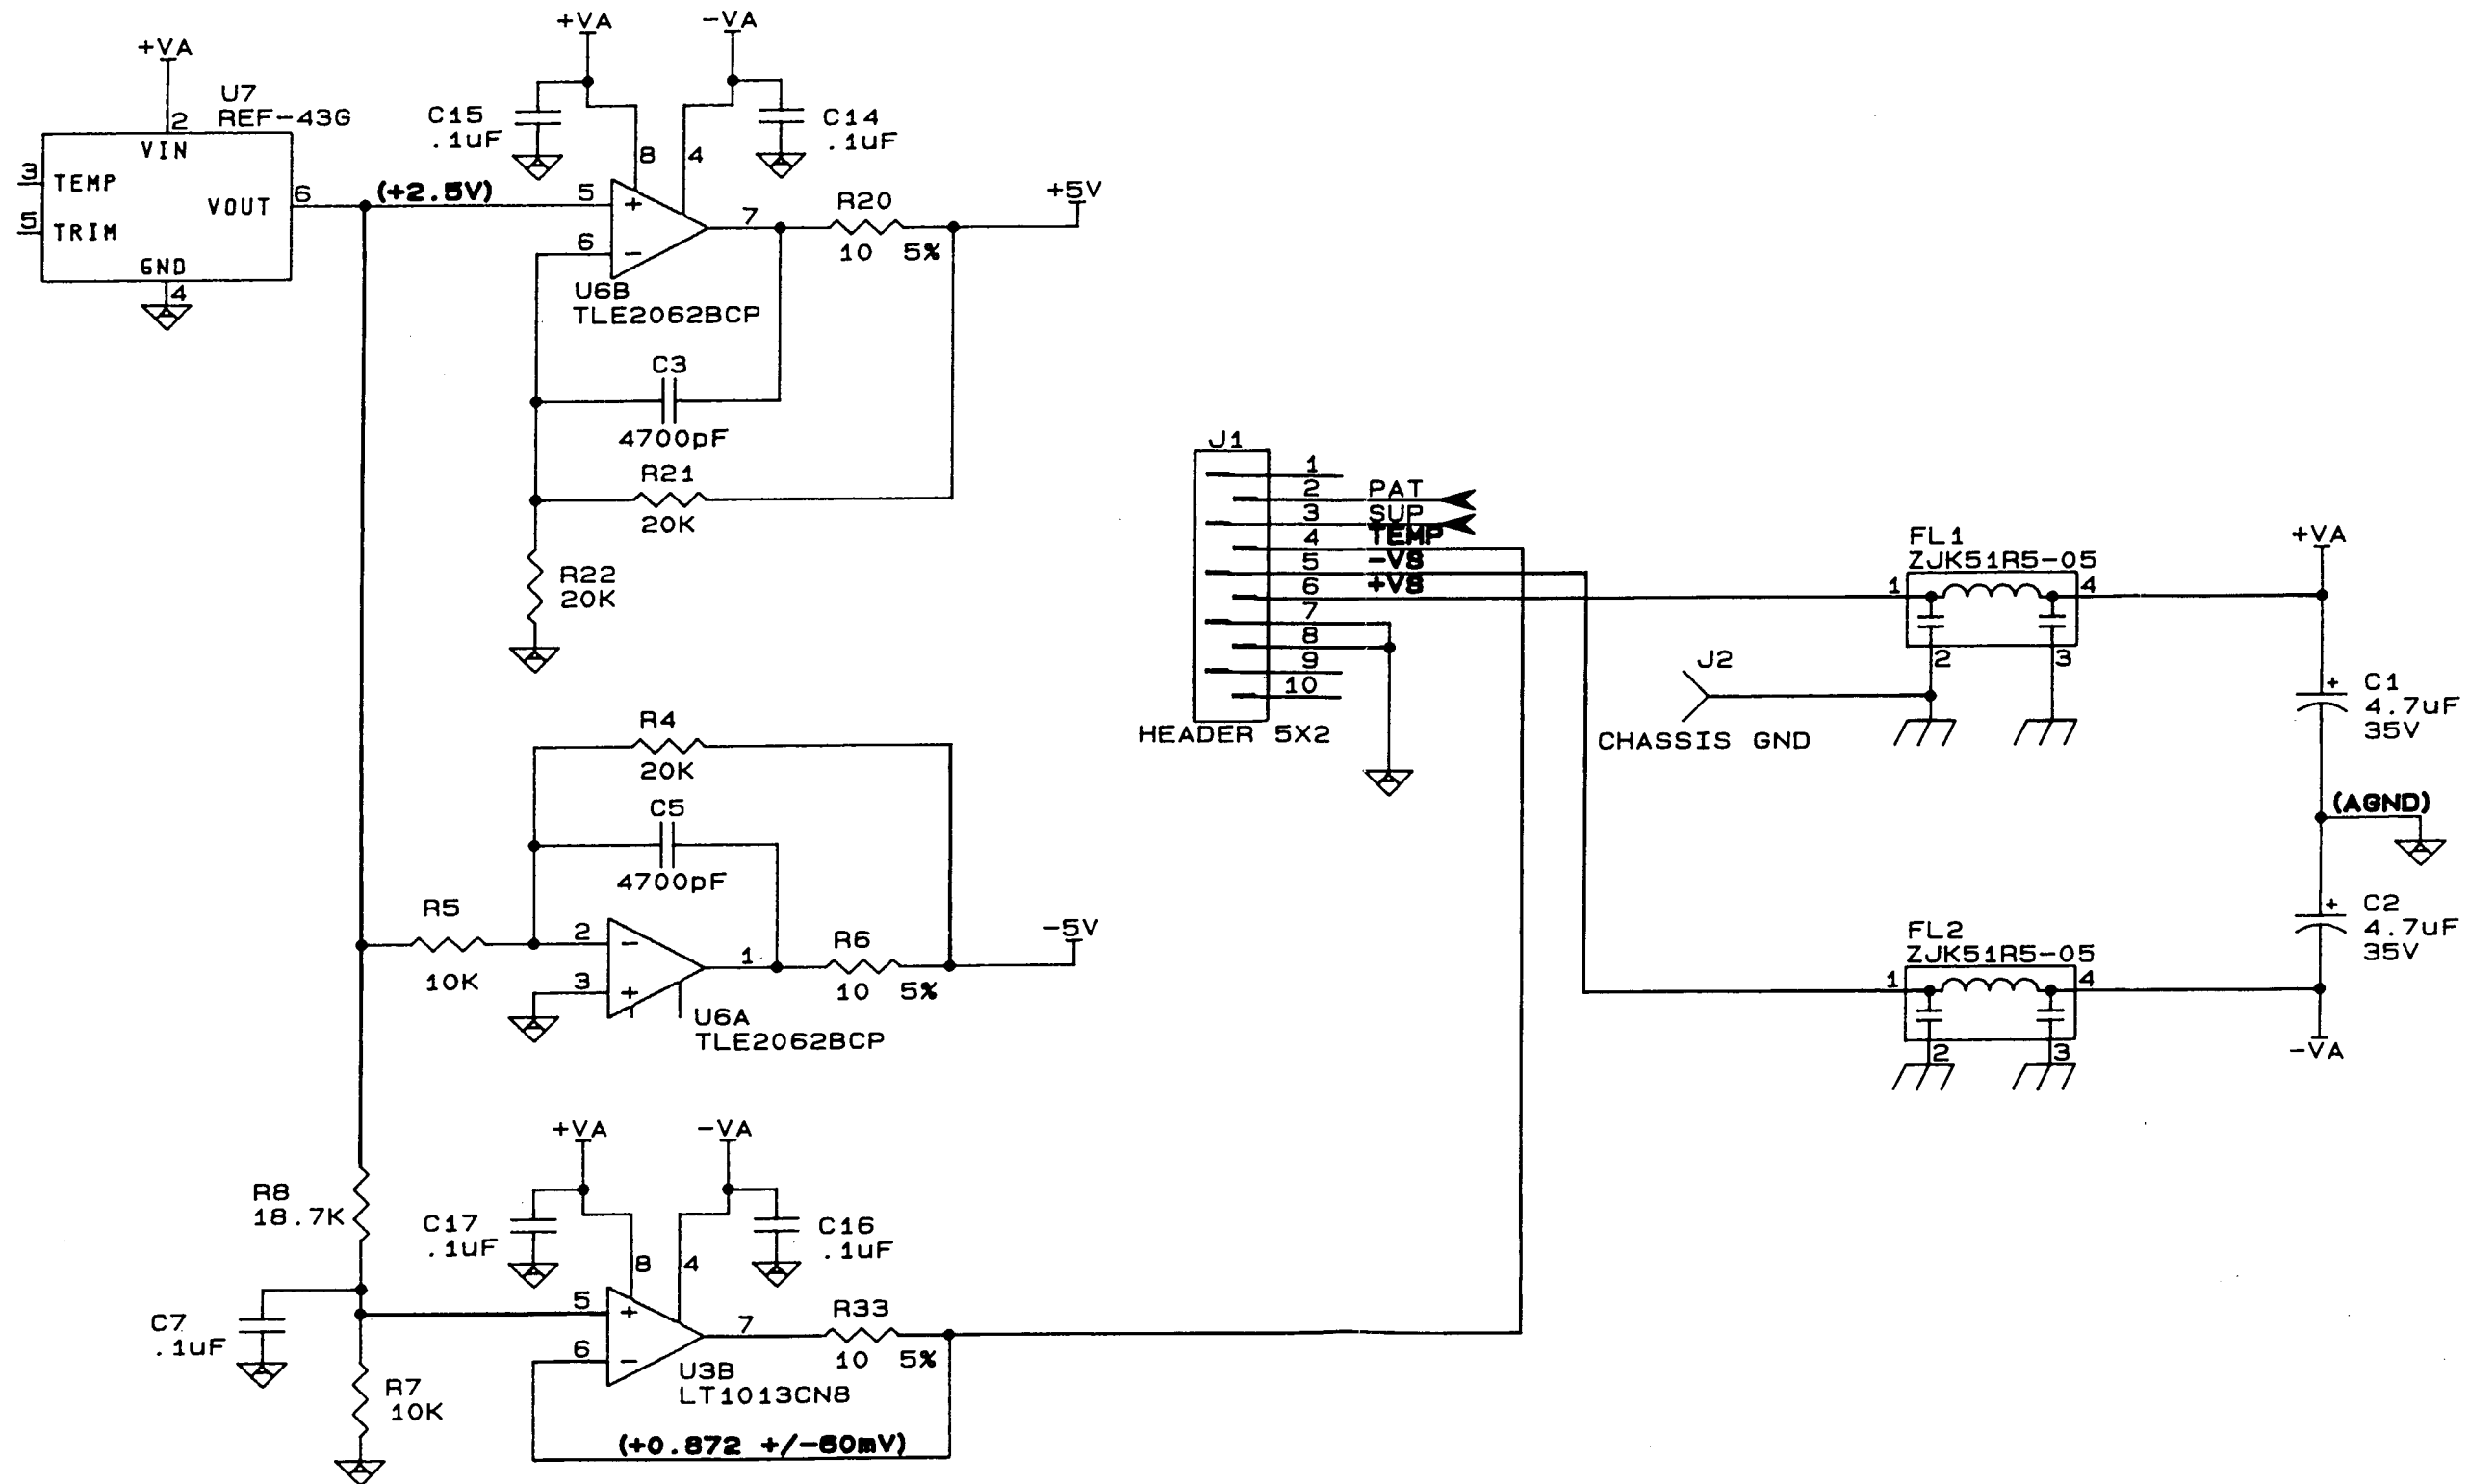 +VA
-VA
+VA
U7
REF-43G
2
VIN
3
TEMP
5
TRIM
VOUT
6
GND
4
(+2.5V)
C15
.1uF
C14
.1uF
8
4
5
+
6
-
7
U6B
TLE2062BCP
R20
10 5%
+5V
C3
4700pF
R21
20K
R22
20K
R4
20K
C5
4700pF
R5
10K
2
-
3
+
1
U6A
TLE2062BCP
R6
10 5%
-5V
J1
1
2
3
4
5
6
7
8
9
10
PAT
SUP
TEMP
-VS
+VS
HEADER 5X2
J2
CHASSIS GND
FL1
ZJK51R5-05
1
4
2
3
+VA
+
C1
4.7uF
35V
(AGND)
+
C2
4.7uF
35V
FL2
ZJK51R5-05
1
4
2
3
-VA
R8
18.7K
C7
.1uF
R7
10K
+VA
-VA
C17
.1uF
C16
.1uF
8
4
5
+
6
-
7
U3B
LT1013CN8
R33
10 5%